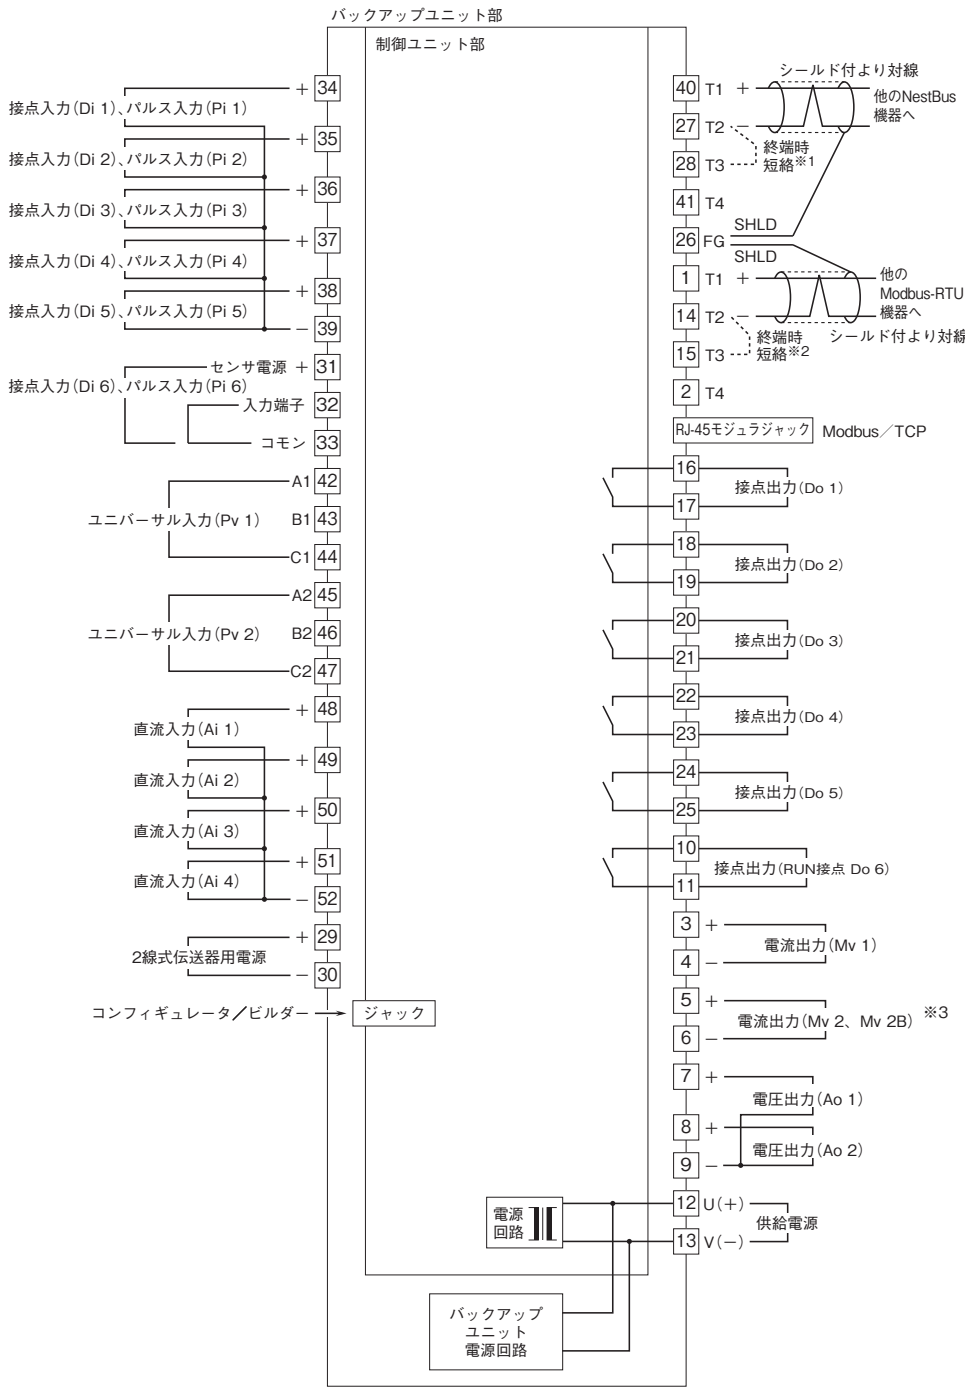 バックアップユニット部
制御ユニット部
接点入力(Di 1)、パルス入力(Pi 1)
+ 34
接点入力(Di 2)、パルス入力(Pi 2)
+ 35
接点入力(Di 3)、パルス入力(Pi 3)
+ 36
接点入力(Di 4)、パルス入力(Pi 4)
+ 37
接点入力(Di 5)、パルス入力(Pi 5)
+ 38
− 39
接点入力(Di 6)、パルス入力(Pi 6)
センサ電源 + 31
入力端子 32
コモン 33
ユニバーサル入力(Pv 1)
A1 42
B1 43
C1 44
ユニバーサル入力(Pv 2)
A2 45
B2 46
C2 47
直流入力(Ai 1)
+ 48
直流入力(Ai 2)
+ 49
直流入力(Ai 3)
+ 50
直流入力(Ai 4)
+ 51
− 52
2線式伝送器用電源
+ 29
− 30
コンフィギュレータ/ビルダー
ジャック
シールド付より対線
40 T1 +
他のNestBus
機器へ
27 T2 −
終端時
短絡※1
28 T3
41 T4
26 FG
SHLD
SHLD
1 T1 +
他の
Modbus-RTU
機器へ
14 T2 −
シールド付より対線
終端時
短絡※2
15 T3
2 T4
RJ-45モジュラジャック Modbus/TCP
16
接点出力(Do 1)
17
18
接点出力(Do 2)
19
20
接点出力(Do 3)
21
22
接点出力(Do 4)
23
24
接点出力(Do 5)
25
10
接点出力(RUN接点 Do 6)
11
3 +
電流出力(Mv 1)
4 −
5 +
電流出力(Mv 2、Mv 2B) ※3
6 −
7 +
電圧出力(Ao 1)
8 +
電圧出力(Ao 2)
9 −
12 U(+)
供給電源
13 V(−)
電源
回路
バックアップ
ユニット
電源回路